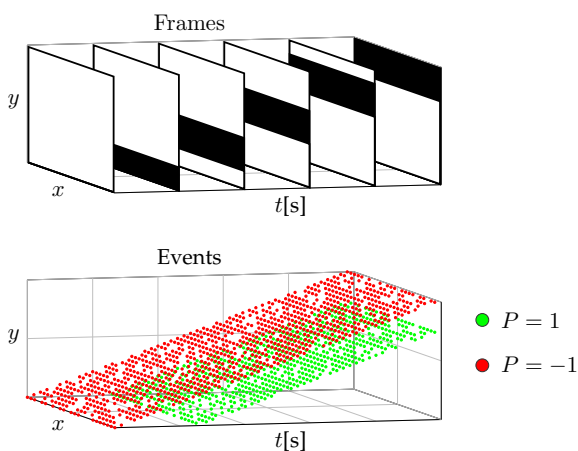 Frames
y
x
t[s]
Events
y
P = 1
P = −1
x
t[s]